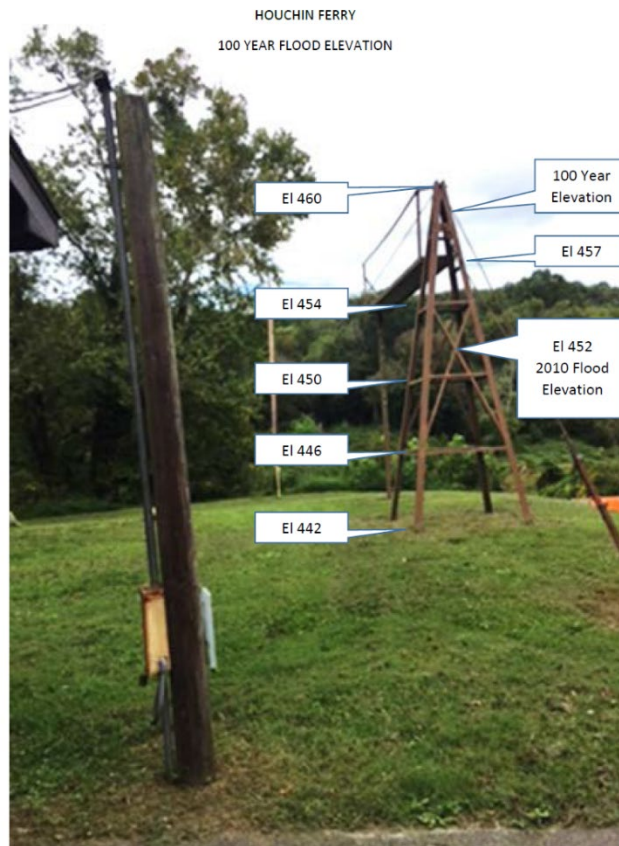 HOUCHIN FERRY
100 YEAR FLOOD ELEVATION
El 460
100 Year
Elevation
El 457
El 454
El 452
2010 Flood
Elevation
El 450
El 446
El 442